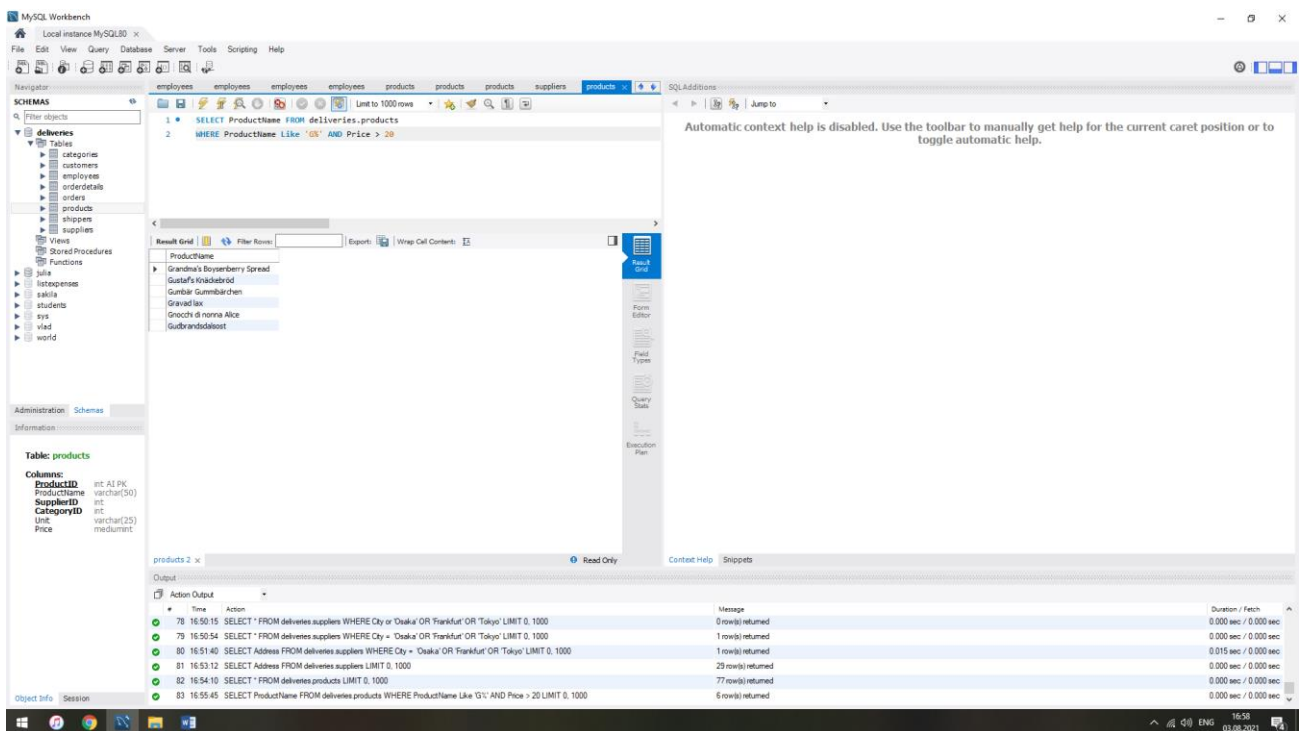 MySQL Workbench
Local instance MySQL80 ×
File Edit View Query Database Server Tools Scripting Help
Navigator
SCHEMAS
Filter objects
deliveries
Tables
categories
customers
employees
orderdetails
orders
products
shippers
suppliers
Views
Stored Procedures
Functions
julia
listexpenses
sakila
students
sys
vlad
world
Administration Schemas
Information
Table: products
Columns:
ProductID int AI PK
ProductName varchar(50)
SupplierID int
CategoryID int
Unit varchar(25)
Price mediumint
Object Info Session
employees employees employees employees products products products suppliers products ×
Limit to 1000 rows
1 SELECT ProductName FROM deliveries.products
2 WHERE ProductName Like 'G%' AND Price > 20
Result Grid Filter Rows: Export: Wrap Cell Content:
ProductName
Grandma's Boysenberry Spread
Gustaf's Knäckebröd
Gumbär Gummibärchen
Gravad lax
Gnocchi di nonna Alice
Gudbrandsdalsost
Result Grid
Form Editor
Field Types
Query Stats
Execution Plan
products 2 ×
Read Only
SQLAdditions
Jump to
Automatic context help is disabled. Use the toolbar to manually get help for the current caret position or to
toggle automatic help.
Context Help Snippets
Output
Action Output
# Time Action Message Duration / Fetch
78 16:50:15 SELECT * FROM deliveries.suppliers WHERE City or 'Osaka' OR 'Frankfurt' OR 'Tokyo' LIMIT 0, 1000 0 row(s) returned 0.000 sec / 0.000 sec
79 16:50:54 SELECT * FROM deliveries.suppliers WHERE City = 'Osaka' OR 'Frankfurt' OR 'Tokyo' LIMIT 0, 1000 1 row(s) returned 0.000 sec / 0.000 sec
80 16:51:40 SELECT Address FROM deliveries.suppliers WHERE City = 'Osaka' OR 'Frankfurt' OR 'Tokyo' LIMIT 0, 1000 1 row(s) returned 0.015 sec / 0.000 sec
81 16:53:12 SELECT Address FROM deliveries.suppliers LIMIT 0, 1000 29 row(s) returned 0.000 sec / 0.000 sec
82 16:54:10 SELECT * FROM deliveries.products LIMIT 0, 1000 77 row(s) returned 0.000 sec / 0.000 sec
83 16:55:45 SELECT ProductName FROM deliveries.products WHERE ProductName Like 'G%' AND Price > 20 LIMIT 0, 1000 6 row(s) returned 0.000 sec / 0.000 sec
ENG
16:58
03.08.2021